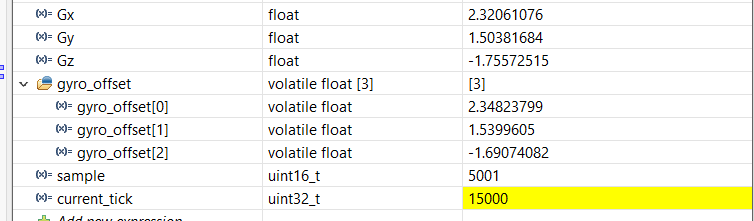 (x)= Gx float 2.32061076
(x)= Gy float 1.50381684
(x)= Gz float -1.75572515
gyro_offset volatile float [3] [3]
(x)= gyro_offset[0] volatile float 2.34823799
(x)= gyro_offset[1] volatile float 1.5399605
(x)= gyro_offset[2] volatile float -1.69074082
(x)= sample uint16_t 5001
(x)= current_tick uint32_t 15000
Add new expression